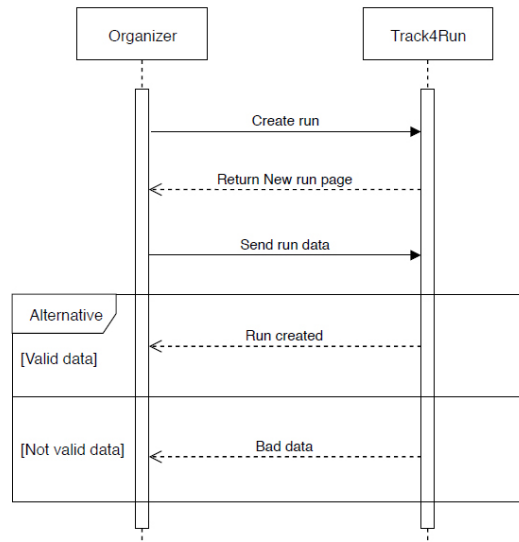 Organizer
Track4Run
Create run
Return New run page
Send run data
Alternative
Run created
[Valid data]
Bad data
[Not valid data]